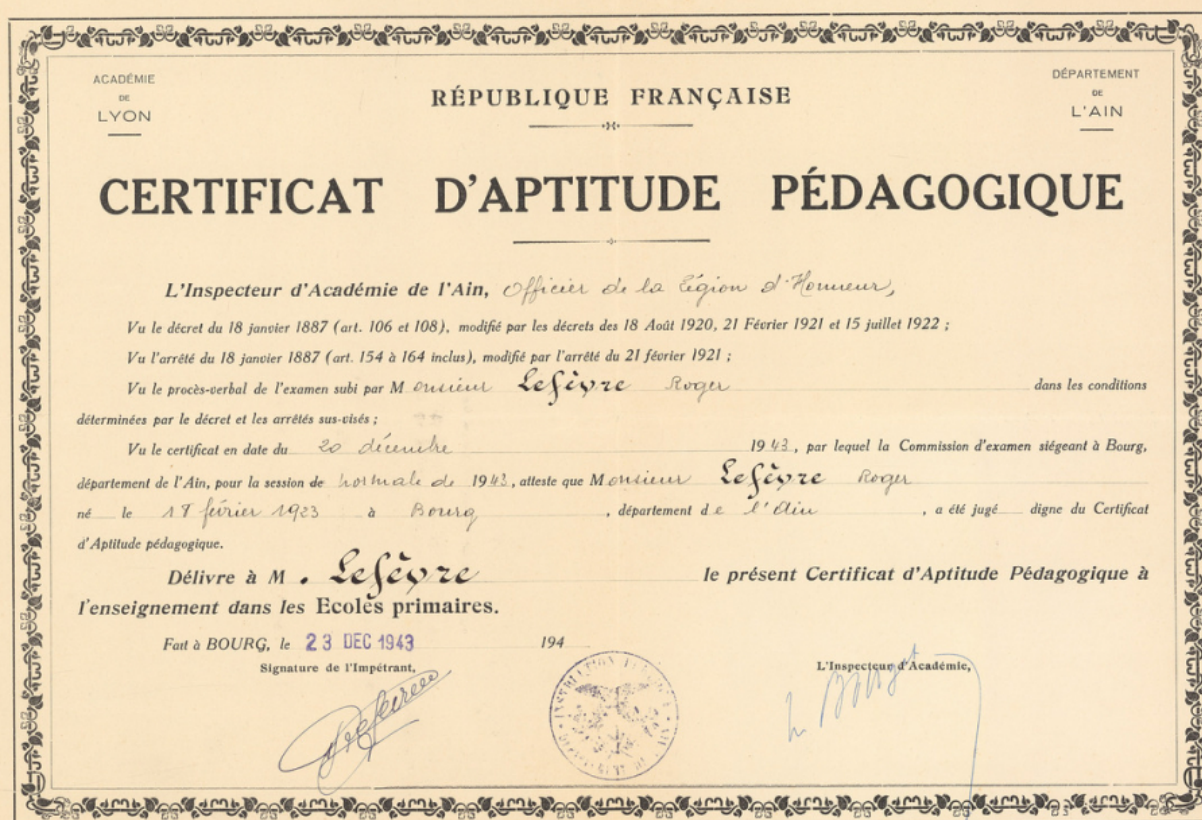 ACADÉMIE
DE
LYON
RÉPUBLIQUE FRANÇAISE
DÉPARTEMENT
DE
L'AIN
CERTIFICAT D'APTITUDE PÉDAGOGIQUE
L'Inspecteur d'Académie de l'Ain, Officier de la Légion d'Honneur,
Vu le décret du 18 janvier 1887 (art. 106 et 108), modifié par les décrets des 18 Août 1920, 21 Février 1921 et 15 juillet 1922 ;
Vu l'arrêté du 18 janvier 1887 (art. 154 à 164 inclus), modifié par l'arrêté du 21 février 1921 ;
Vu le procès-verbal de l'examen subi par Monsieur Lefèvre Roger dans les conditions
déterminées par le décret et les arrêtés sus-visés ;
Vu le certificat en date du 20 décembre 1943, par lequel la Commission d'examen siégeant à Bourg,
département de l'Ain, pour la session de normale de 1943, atteste que Monsieur Lefèvre Roger
né le février 1923 à Bourg, département de l'Ain, a été jugé digne du Certificat
d'Aptitude pédagogique.
Délivre à M. Lefèvre le présent Certificat d'Aptitude Pédagogique à
l'enseignement dans les Ecoles primaires.
Fait à BOURG, le 23 DEC 1943 194
Signature de l'Impétrant,
L'Inspecteur d'Académie,